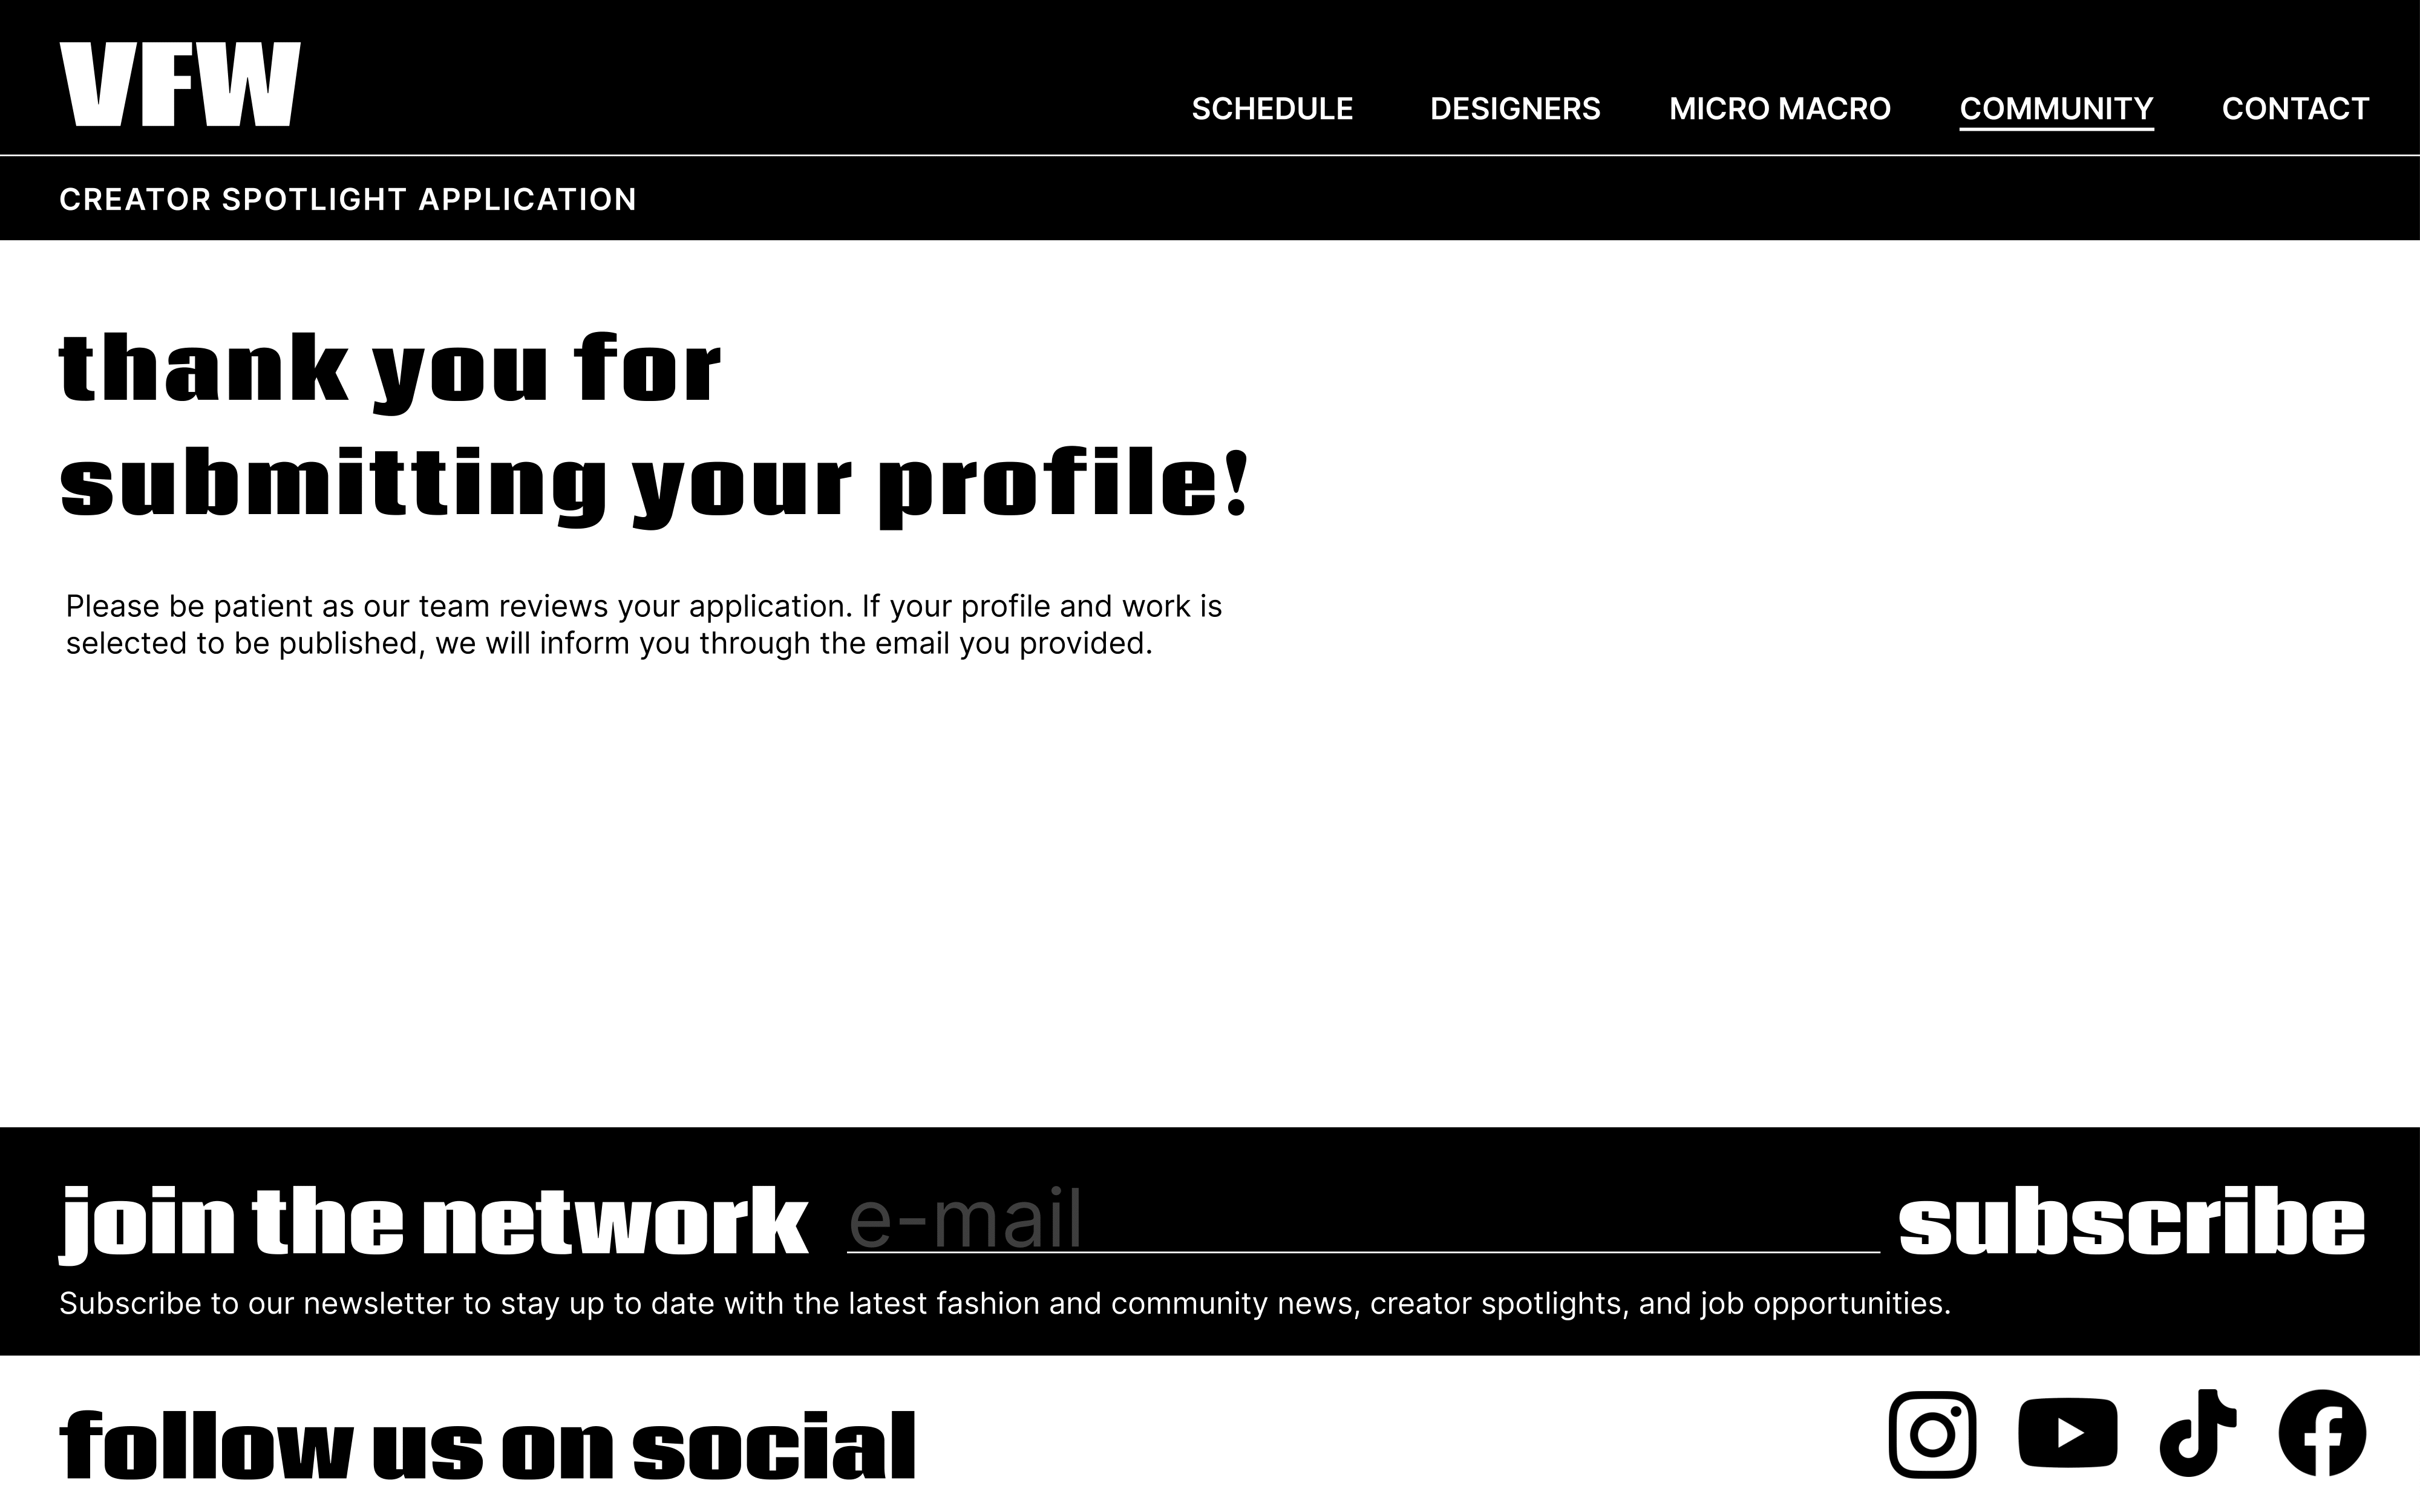 VFW
SCHEDULE DESIGNERS MICRO MACRO COMMUNITY CONTACT
CREATOR SPOTLIGHT APPLICATION
thank you for
submitting your profile!
Please be patient as our team reviews your application. If your profile and work is
selected to be published, we will inform you through the email you provided.
join the network e-mail subscribe
Subscribe to our newsletter to stay up to date with the latest fashion and community news, creator spotlights, and job opportunities.
follow us on social